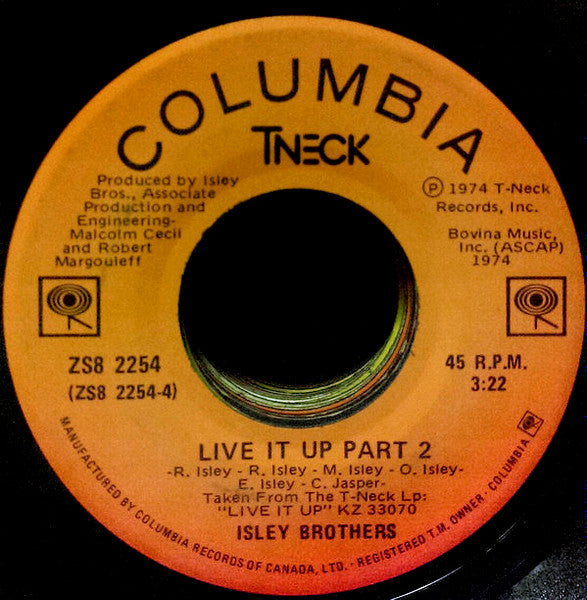 COLUMBIA
TNECK
Produced by Isley
Bros., Associate
Production and
Engineering-
Malcolm Cecil
and Robert
Margouleff
Ⓟ 1974 T-Neck
Records, Inc.
Bovina Music,
Inc. (ASCAP)
1974
ZS8 2254
(ZS8 2254-4)
45 R.P.M.
3:22
LIVE IT UP PART 2
-R. Isley - R. Isley - M. Isley - O. Isley-
E. Isley - C. Jasper-
Taken From The T-Neck Lp:
"LIVE IT UP" KZ 33070
ISLEY BROTHERS
MANUFACTURED BY COLUMBIA RECORDS OF CANADA, LTD. - REGISTERED T.M. OWNER - COLUMBIA